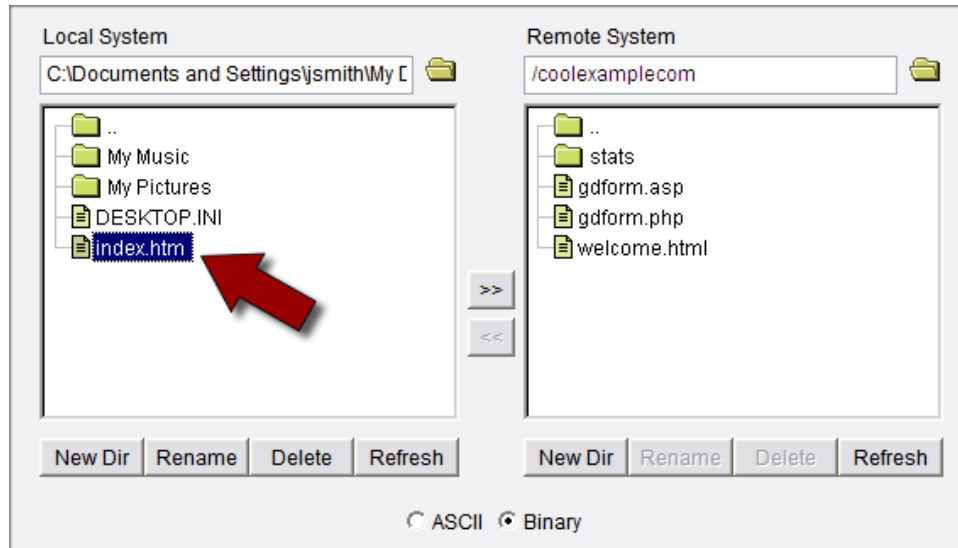 Local System
C:\Documents and Settings\jsmith\My D
..
My Music
My Pictures
DESKTOP.INI
index.htm
New Dir Rename Delete Refresh
>>
<<
Remote System
/coolexamplecom
..
stats
gdform.asp
gdform.php
welcome.html
New Dir Rename Delete Refresh
ASCII Binary